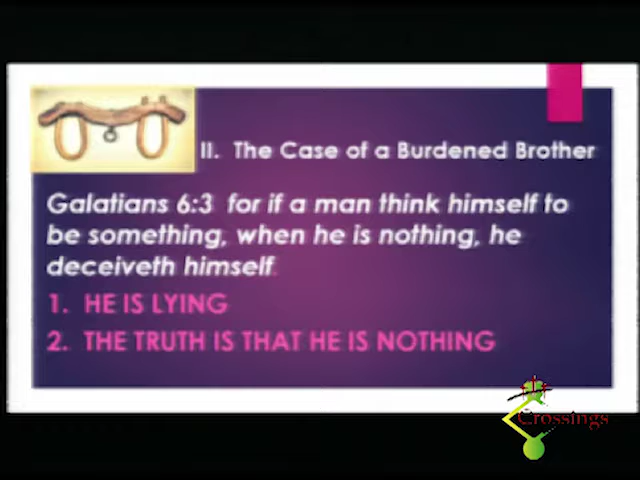 II. The Case of a Burdened Brother
Galatians 6:3 for if a man think himself to
be something, when he is nothing, he
deceiveth himself
1. HE IS LYING
2. THE TRUTH IS THAT HE IS NOTHING
Crossings